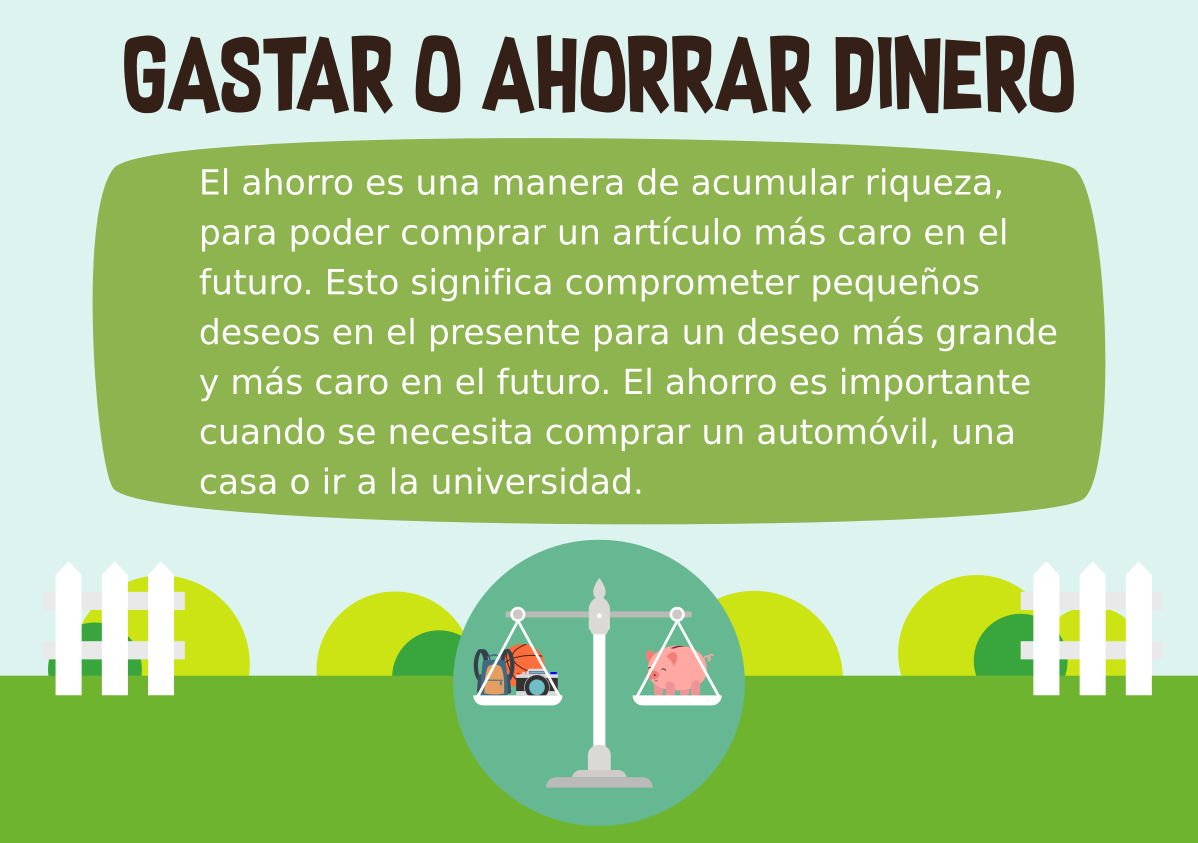 GASTAR O AHORRAR DINERO
El ahorro es una manera de acumular riqueza,
para poder comprar un artículo más caro en el
futuro. Esto significa comprometer pequeños
deseos en el presente para un deseo más grande
y más caro en el futuro. El ahorro es importante
cuando se necesita comprar un automóvil, una
casa o ir a la universidad.